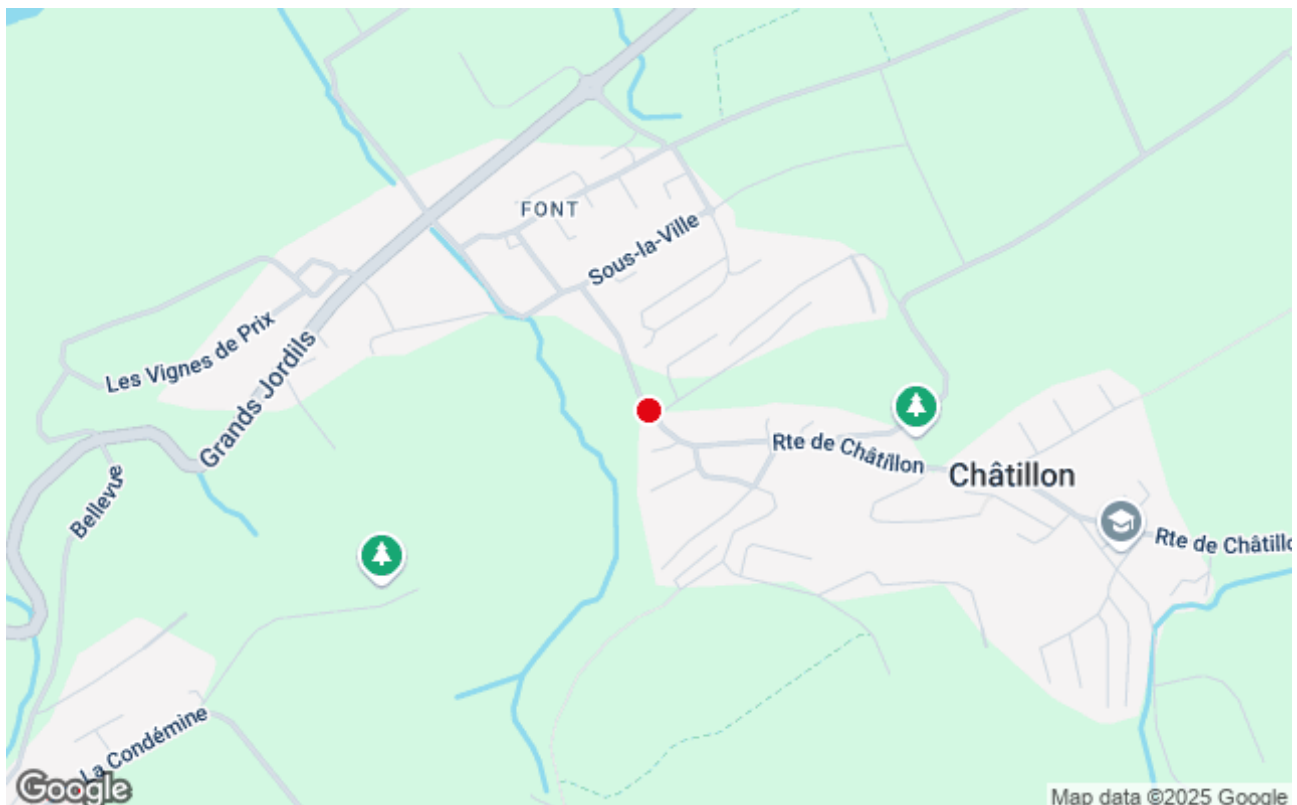 FONT
Sous-la-Ville
Les Vignes de Prix
Grands Jordils
Rte de Châtillon
Châtillon
Bellevue
Rte de Châtillo
La Condémine
Google
Map data ©2025 Google